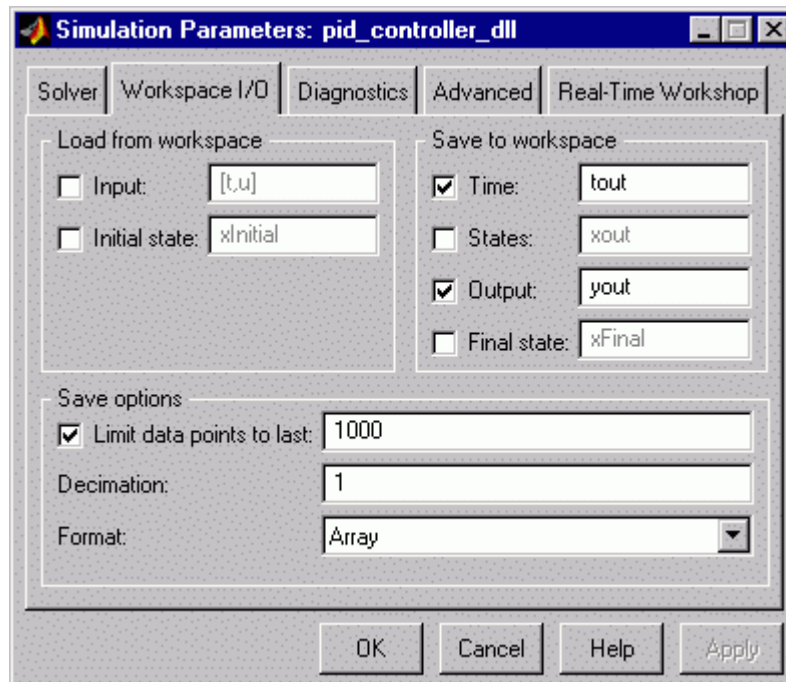 Simulation Parameters: pid_controller_dll
Solver Workspace I/O Diagnostics Advanced Real-Time Workshop
Load from workspace
Input: [t,u]
Initial state: xInitial
Save to workspace
Time: tout
States: xout
Output: yout
Final state: xFinal
Save options
Limit data points to last: 1000
Decimation: 1
Format: Array
OK Cancel Help Apply